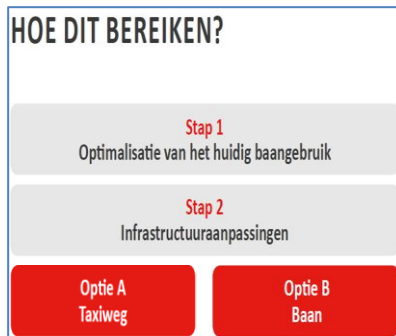 HOE DIT BEREIKEN?
Stap 1
Optimalisatie van het huidig baangebruik
Stap 2
Infrastructuuraanpassingen
Optie A
Taxiweg
Optie B
Baan